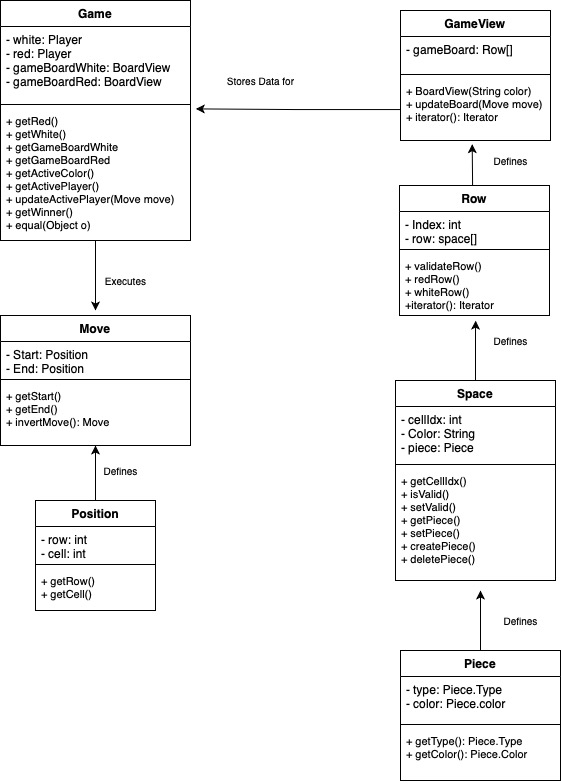 Game
- white: Player
- red: Player
- gameBoardWhite: BoardView
- gameBoardRed: BoardView
+ getRed()
+ getWhite()
+ getGameBoardWhite
+ getGameBoardRed
+ getActiveColor()
+ getActivePlayer()
+ updateActivePlayer(Move move)
+ getWinner()
+ equal(Object o)
Stores Data for
GameView
- gameBoard: Row[]
+ BoardView(String color)
+ updateBoard(Move move)
+ iterator(): Iterator
Defines
Row
- Index: int
- row: space[]
+ validateRow()
+ redRow()
+ whiteRow()
+iterator(): Iterator
Executes
Move
- Start: Position
- End: Position
+ getStart()
+ getEnd()
+ invertMove(): Move
Defines
Space
- cellIdx: int
- Color: String
- piece: Piece
+ getCellIdx()
+ isValid()
+ setValid()
+ getPiece()
+ setPiece()
+ createPiece()
+ deletePiece()
Defines
Position
- row: int
- cell: int
+ getRow()
+ getCell()
Defines
Piece
- type: Piece.Type
- color: Piece.color
+ getType(): Piece.Type
+ getColor(): Piece.Color